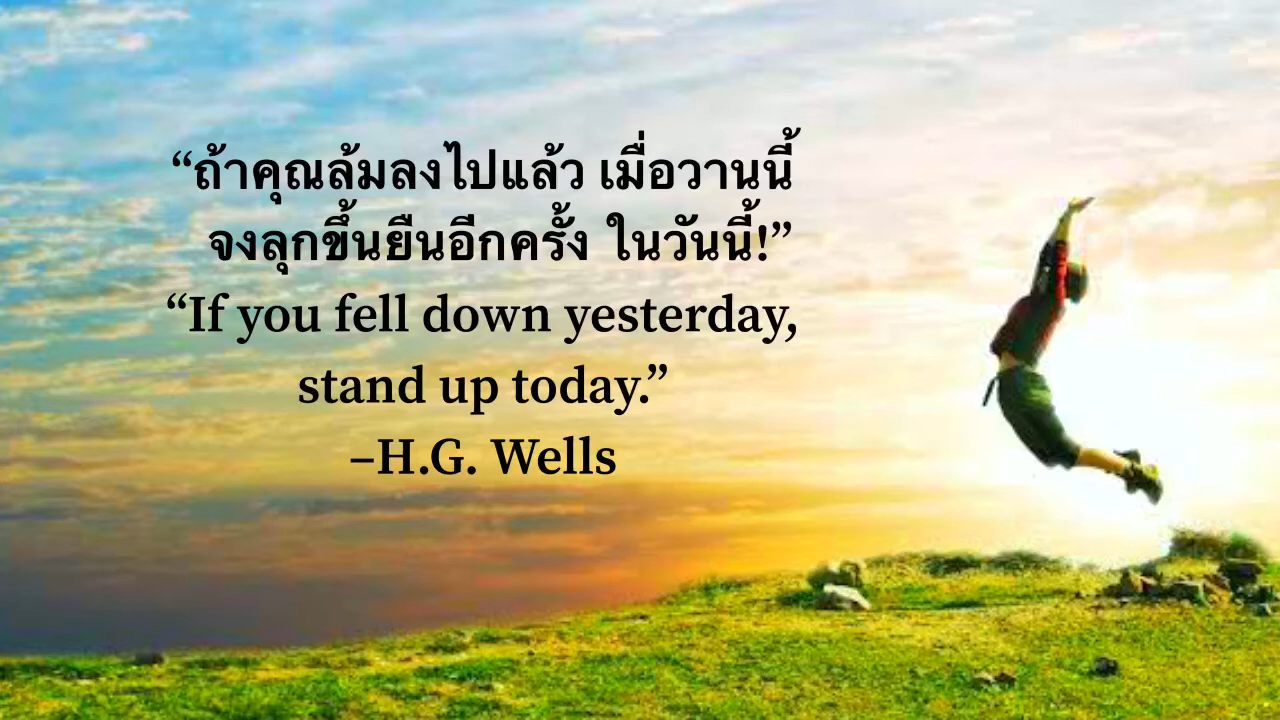 “ถ้าคุณล้มลงไปแล้ว เมื่อวานนี้
จงลุกขึ้นยืนอีกครั้ง ในวันนี้!”
“If you fell down yesterday,
stand up today.”
–H.G. Wells